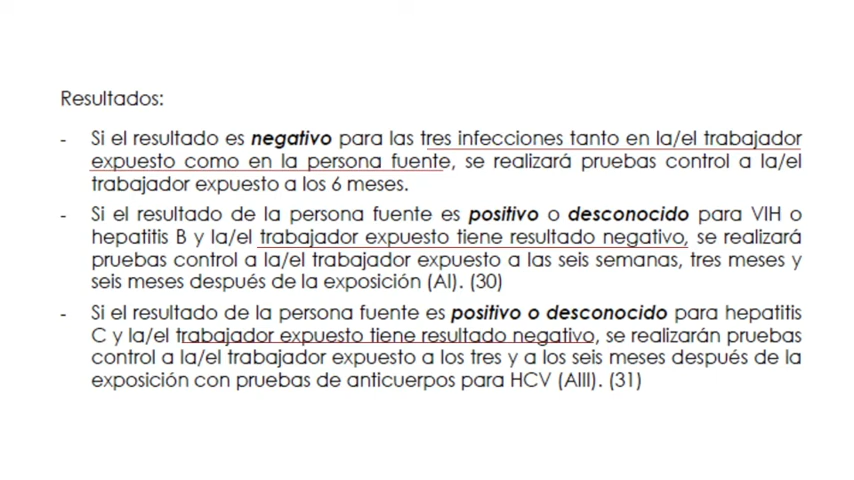 Resultados:
- Si el resultado es negativo para las tres infecciones tanto en la/el trabajador
expuesto como en la persona fuente, se realizará pruebas control a la/el
trabajador expuesto a los 6 meses.
- Si el resultado de la persona fuente es positivo o desconocido para VIH o
hepatitis B y la/el trabajador expuesto tiene resultado negativo, se realizará
pruebas control a la/el trabajador expuesto a las seis semanas, tres meses y
seis meses después de la exposición (AI). (30)
- Si el resultado de la persona fuente es positivo o desconocido para hepatitis
C y la/el trabajador expuesto tiene resultado negativo, se realizarán pruebas
control a la/el trabajador expuesto a los tres y a los seis meses después de la
exposición con pruebas de anticuerpos para HCV (AIII). (31)